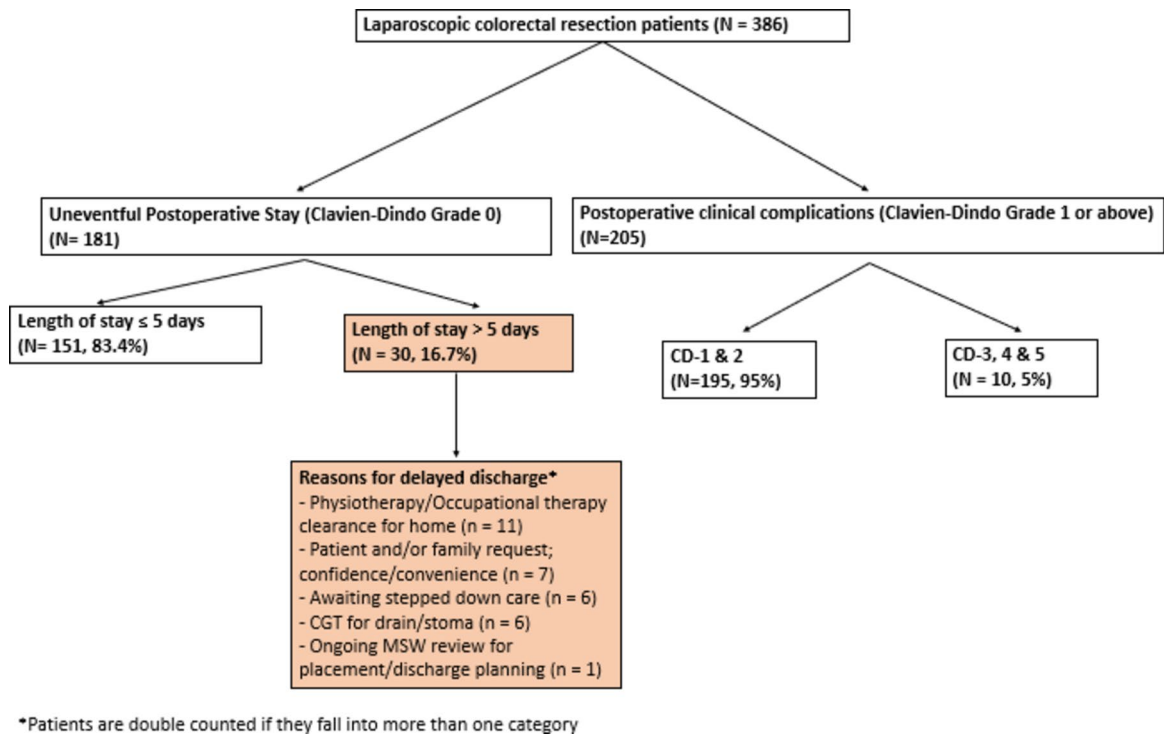 Laparoscopic colorectal resection patients (N = 386)
Uneventful Postoperative Stay (Clavien-Dindo Grade 0)
(N= 181)
Postoperative clinical complications (Clavien-Dindo Grade 1 or above)
(N=205)
Length of stay ≤ 5 days
(N= 151, 83.4%)
Length of stay > 5 days
(N = 30, 16.7%)
CD-1 & 2
(N=195, 95%)
CD-3, 4 & 5
(N = 10, 5%)
Reasons for delayed discharge*
- Physiotherapy/Occupational therapy
clearance for home (n = 11)
- Patient and/or family request;
confidence/convenience (n = 7)
- Awaiting stepped down care (n = 6)
- CGT for drain/stoma (n = 6)
- Ongoing MSW review for
placement/discharge planning (n = 1)
*Patients are double counted if they fall into more than one category